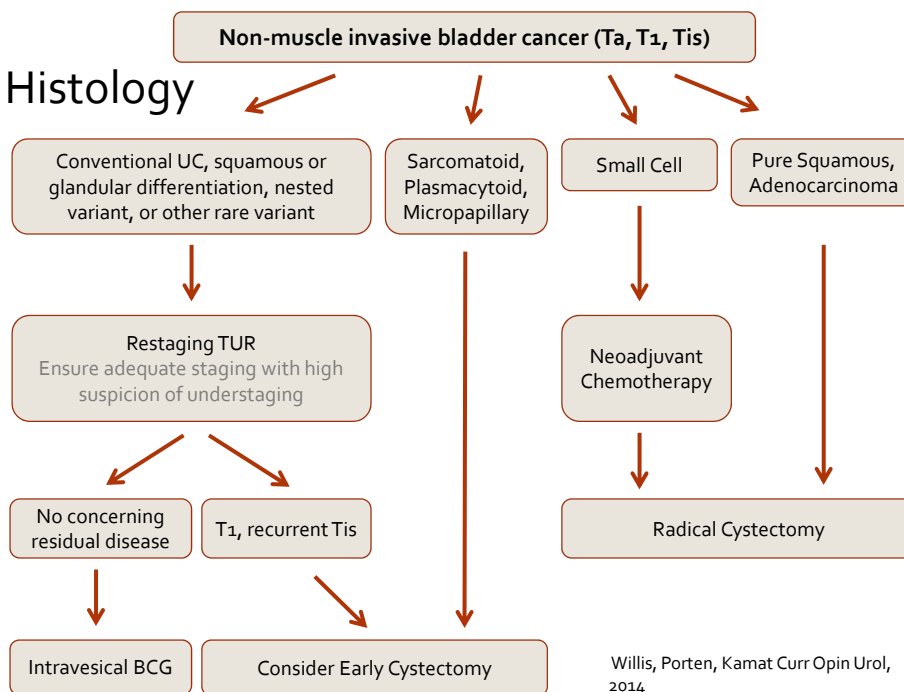 Non-muscle invasive bladder cancer (Ta, T1, Tis)
Histology
Conventional UC, squamous or
glandular differentiation, nested
variant, or other rare variant
Sarcomatoid,
Plasmacytoid,
Micropapillary
Small Cell
Pure Squamous,
Adenocarcinoma
Restaging TUR
Ensure adequate staging with high
suspicion of understaging
Neoadjuvant
Chemotherapy
No concerning
residual disease
T1, recurrent Tis
Radical Cystectomy
Intravesical BCG
Consider Early Cystectomy
Willis, Porten, Kamat Curr Opin Urol,
2014